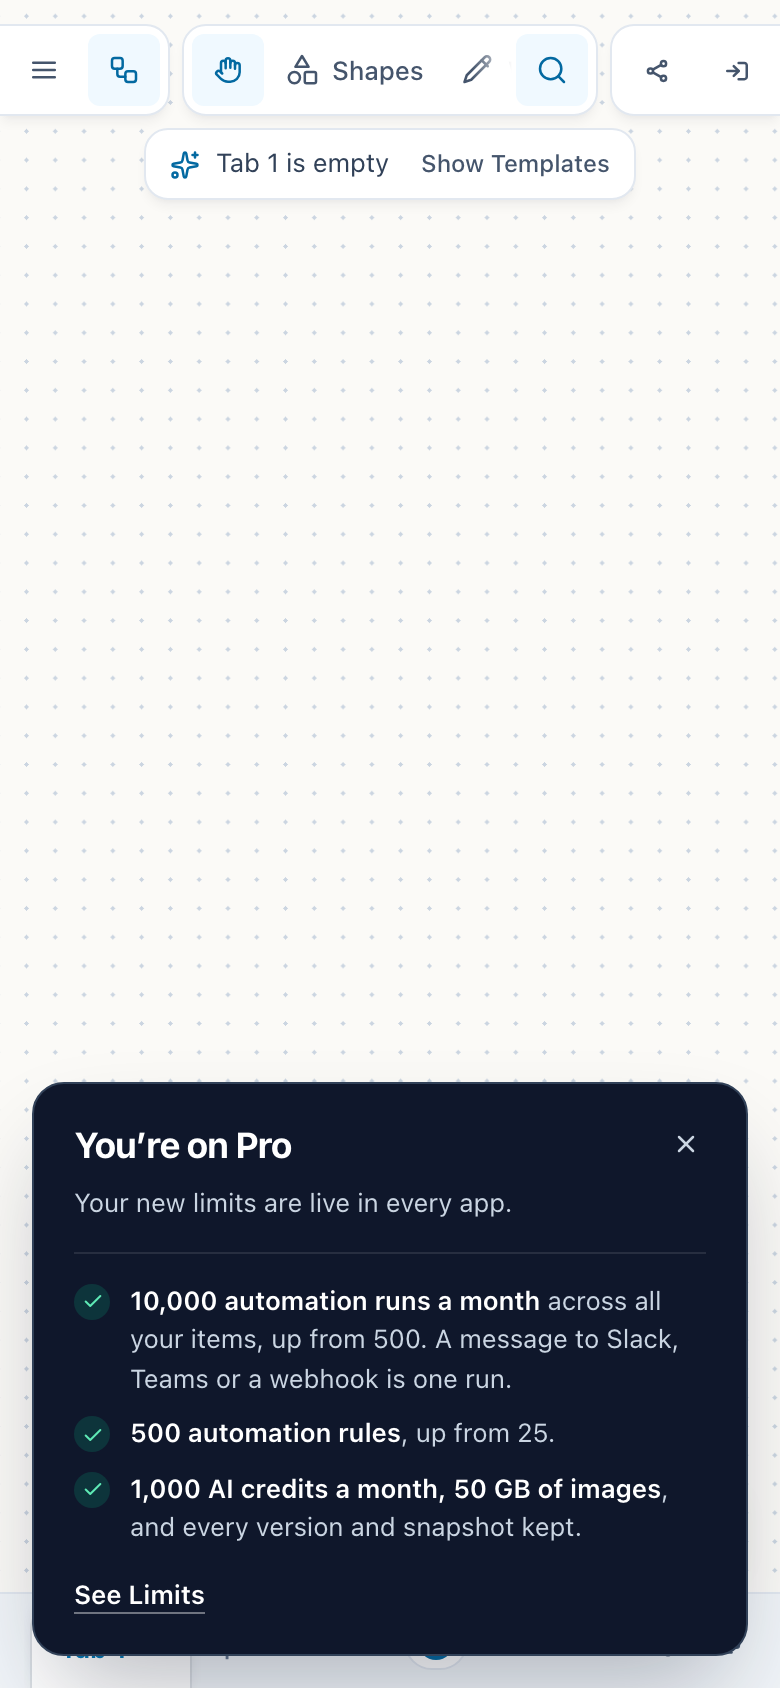 Shapes
Tab 1 is empty Show Templates
You’re on Pro
Your new limits are live in every app.
10,000 automation runs a month across all
your items, up from 500. A message to Slack,
Teams or a webhook is one run.
500 automation rules, up from 25.
1,000 AI credits a month, 50 GB of images,
and every version and snapshot kept.
See Limits